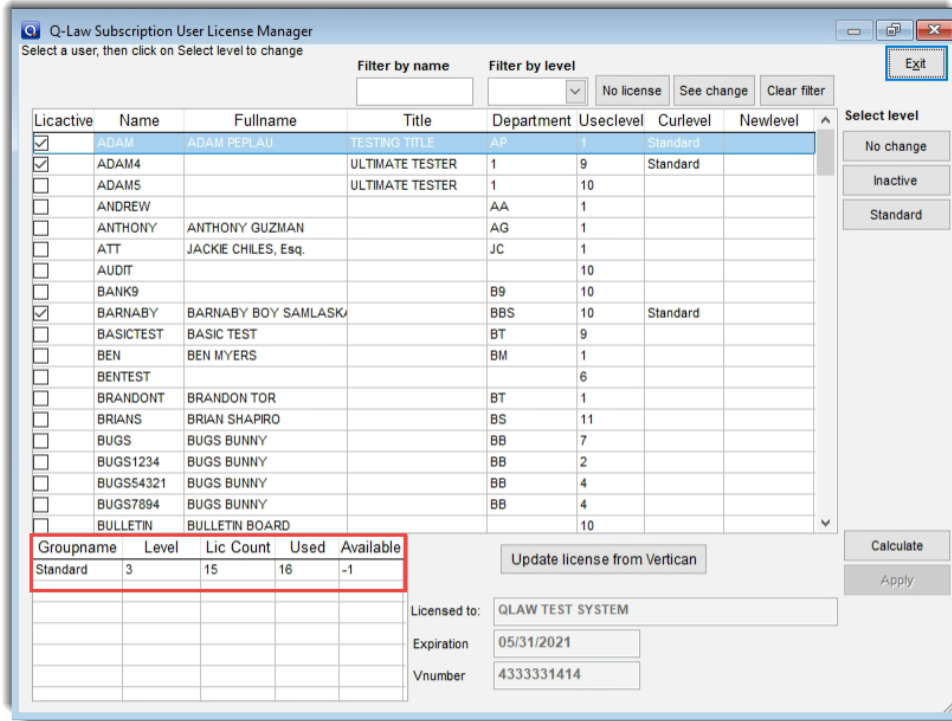 Q-Law Subscription User License Manager
Select a user, then click on Select level to change
Exit
Filter by name Filter by level
No license See change Clear filter
Licactive Name Fullname Title Department Useclevel Curlevel Newlevel
Select level
ADAM ADAM PEPLAU TESTING TITLE AP 1 Standard
No change
ADAM4 ULTIMATE TESTER 1 9 Standard
ADAM5 ULTIMATE TESTER 1 10
Inactive
ANDREW AA 1
Standard
ANTHONY ANTHONY GUZMAN AG 1
ATT JACKIE CHILES, Esq. JC 1
AUDIT 10
BANK9 B9 10
BARNABY BARNABY BOY SAMLASKA BBS 10 Standard
BASICTEST BASIC TEST BT 9
BEN BEN MYERS BM 1
BENTEST 6
BRANDONT BRANDON TOR BT 1
BRIANS BRIAN SHAPIRO BS 11
BUGS BUGS BUNNY BB 7
BUGS1234 BUGS BUNNY BB 2
BUGS54321 BUGS BUNNY BB 4
BUGS7894 BUGS BUNNY BB 4
BULLETIN BULLETIN BOARD 10
Groupname Level Lic Count Used Available
Standard 3 15 16 -1
Update license from Vertican
Calculate
Apply
Licensed to: QLAW TEST SYSTEM
Expiration 05/31/2021
Vnumber 4333331414